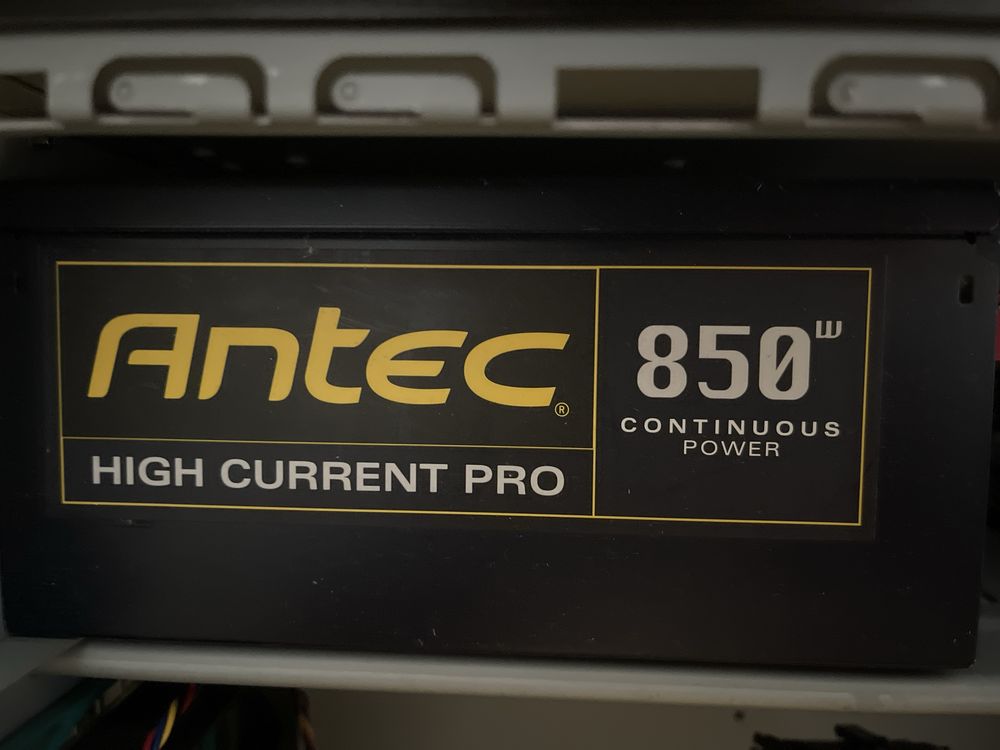 Antec®
HIGH CURRENT PRO
850W
CONTINUOUS
POWER